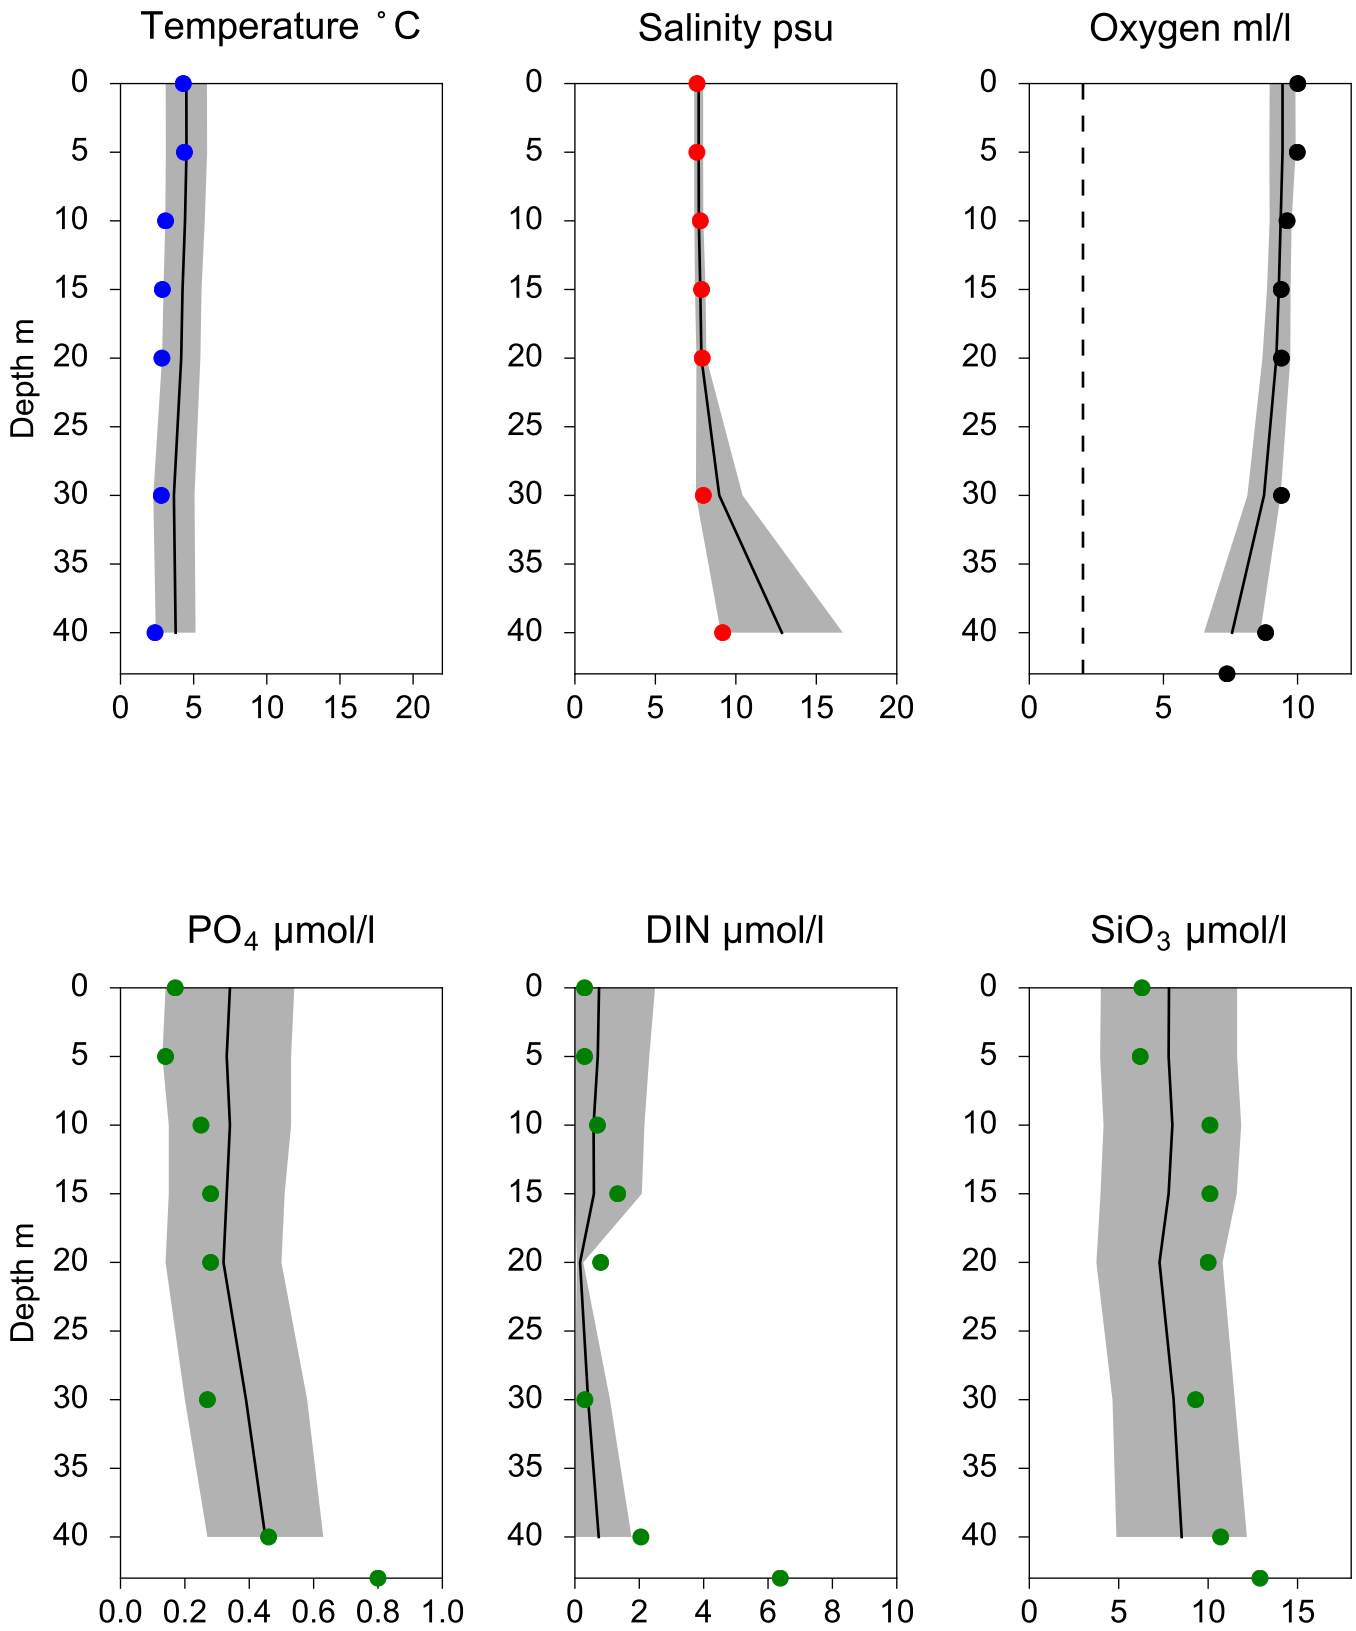 Temperature °C
Salinity psu
Oxygen ml/l
0 5 10 15 20 25 30 35 40
Depth m
0 5 10 15 20
0 5 10 15 20 25 30 35 40
0 5 10 15 20
0 5 10 15 20 25 30 35 40
0 5 10
PO4 µmol/l
DIN µmol/l
SiO3 µmol/l
0 5 10 15 20 25 30 35 40
Depth m
0.0 0.2 0.4 0.6 0.8 1.0
0 5 10 15 20 25 30 35 40
0 2 4 6 8 10
0 5 10 15 20 25 30 35 40
0 5 10 15